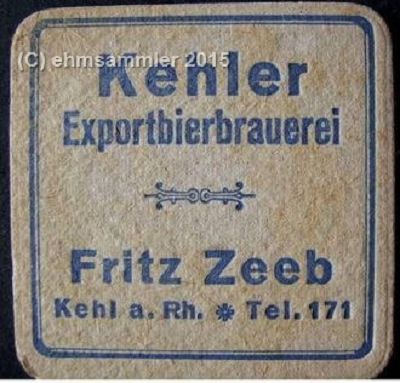 (C) ehmsammler 2015
Kehler
Exportbierbrauerei
Fritz Zeeb
Kehl a. Rh. ✽ Tel. 171